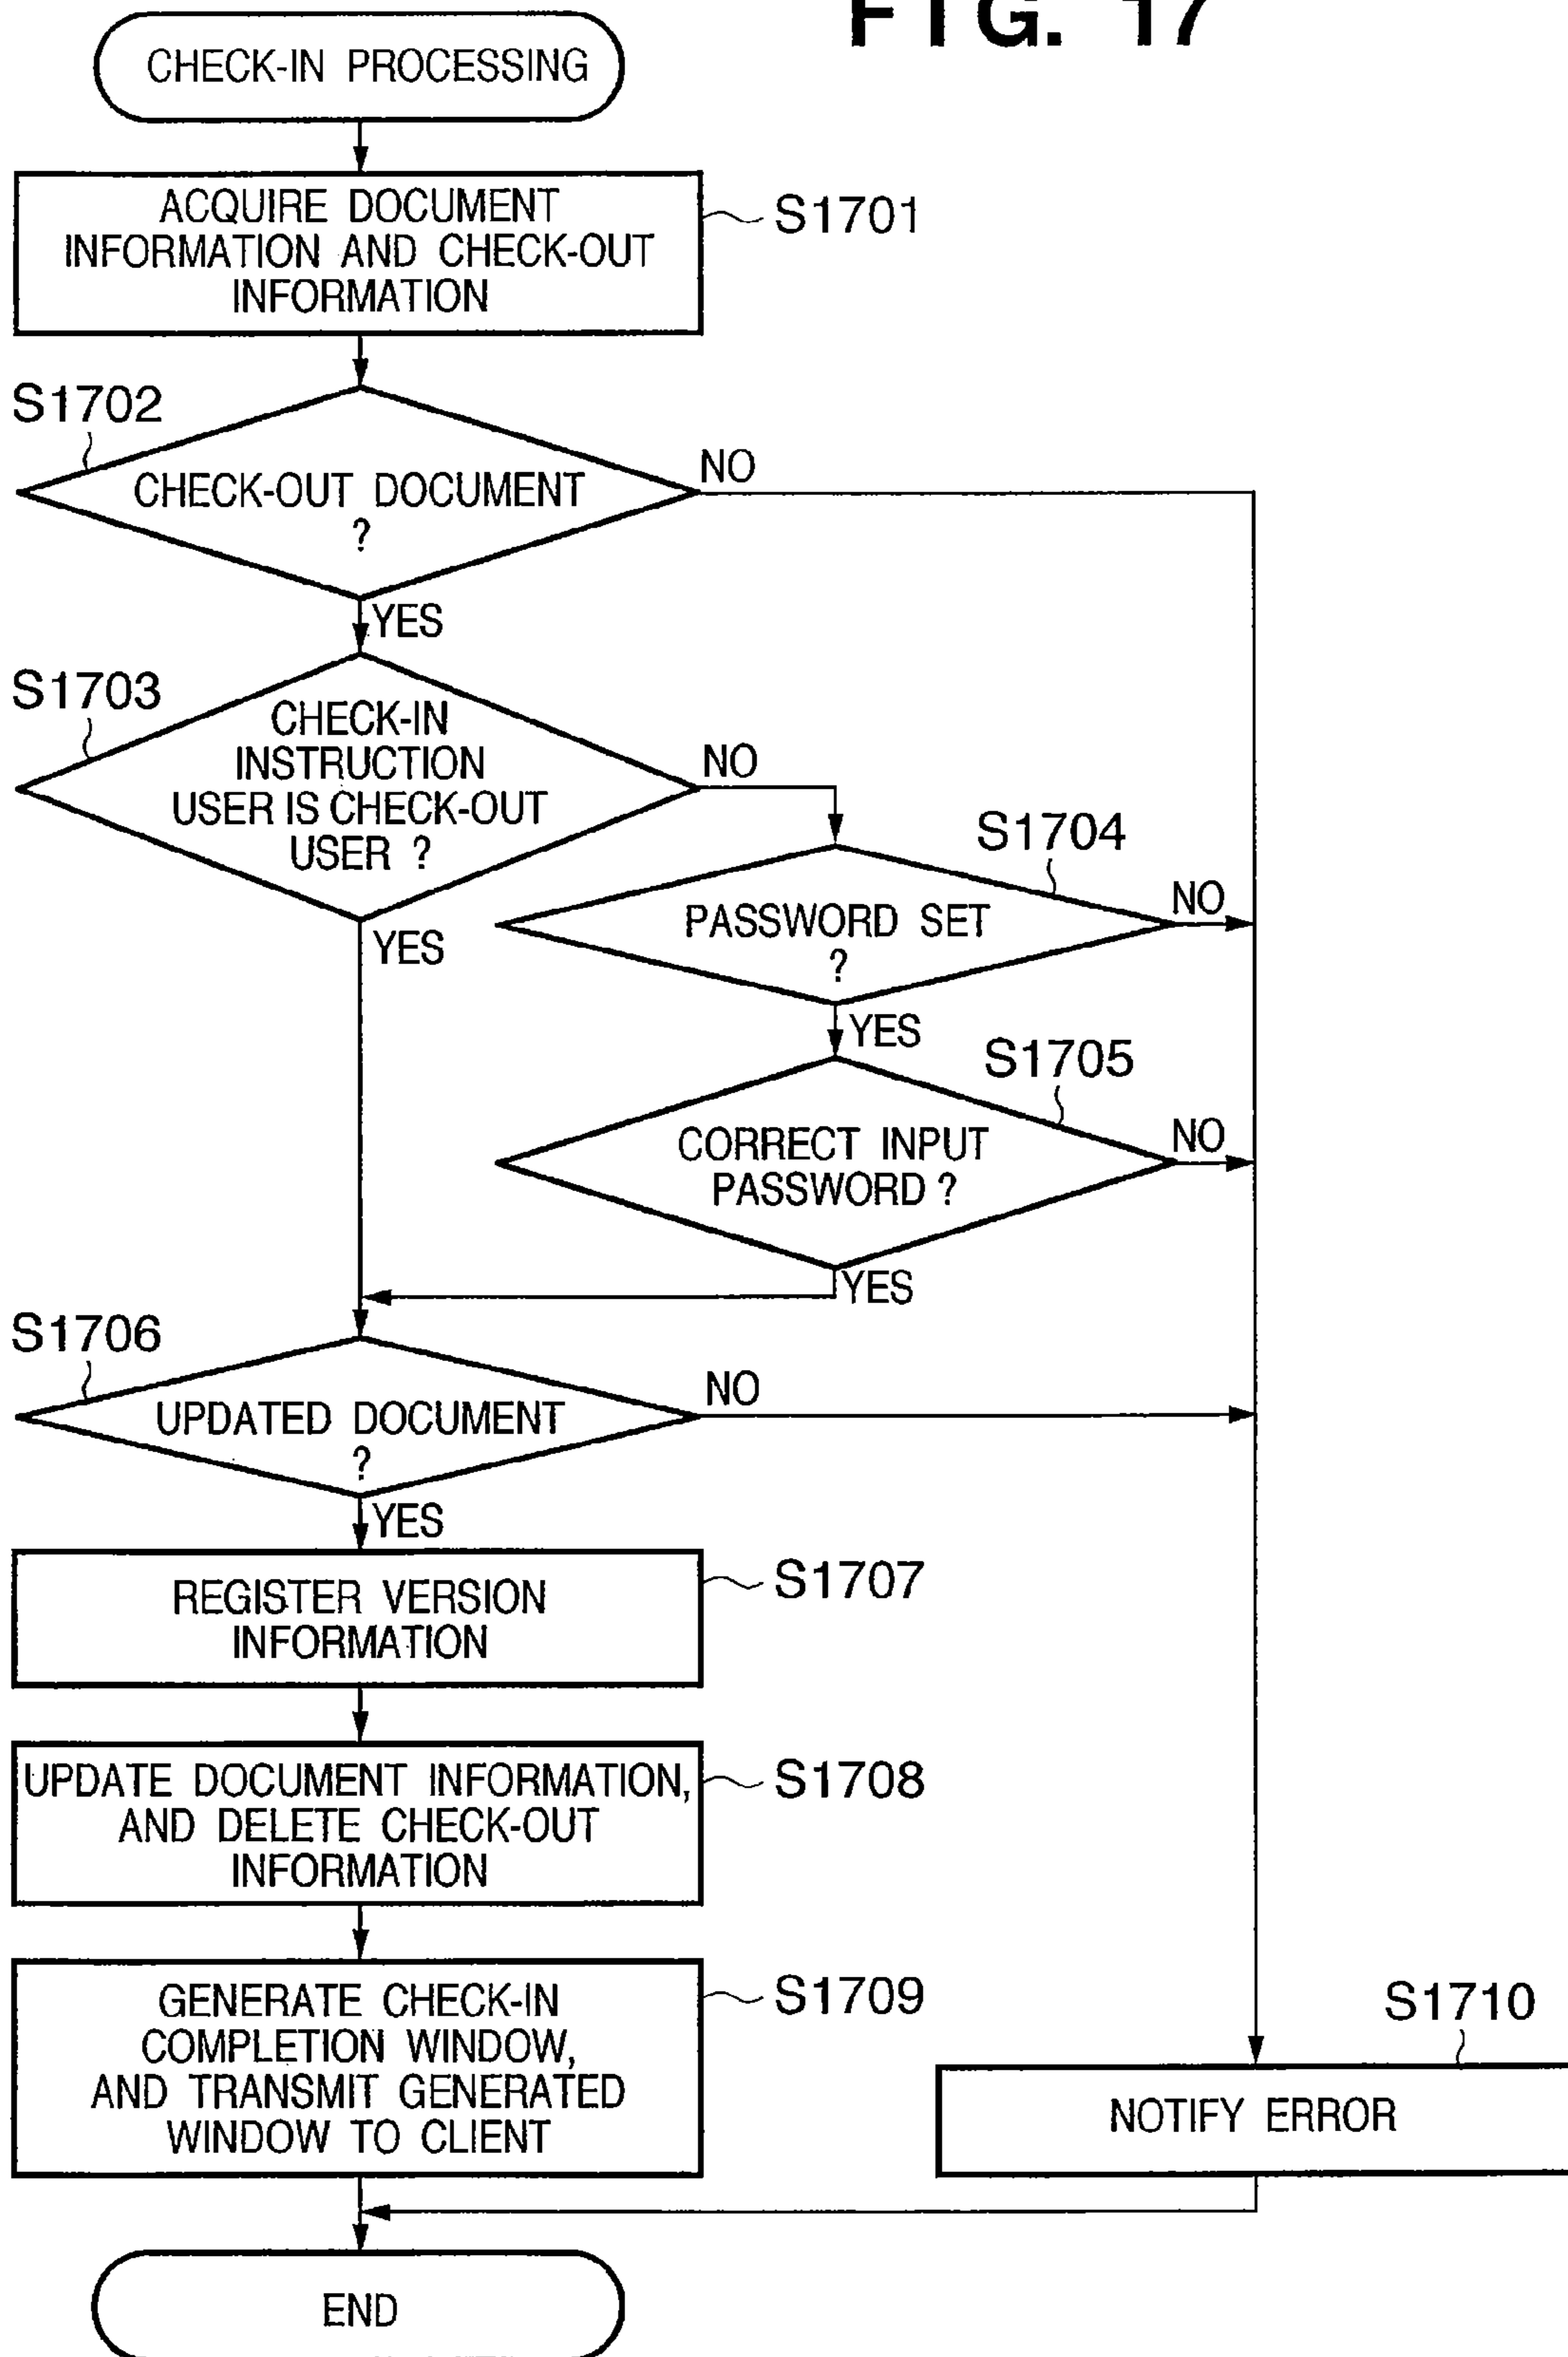 FIG. 17
CHECK-IN PROCESSING
ACQUIRE DOCUMENT
INFORMATION AND CHECK-OUT
INFORMATION
S1701
S1702
CHECK-OUT DOCUMENT
?
NO
YES
S1703
CHECK-IN
INSTRUCTION
USER IS CHECK-OUT
USER ?
NO
YES
S1704
PASSWORD SET
?
NO
YES
S1705
CORRECT INPUT
PASSWORD ?
NO
YES
S1706
UPDATED DOCUMENT
?
NO
YES
REGISTER VERSION
INFORMATION
S1707
UPDATE DOCUMENT INFORMATION,
AND DELETE CHECK-OUT
INFORMATION
S1708
GENERATE CHECK-IN
COMPLETION WINDOW,
AND TRANSMIT GENERATED
WINDOW TO CLIENT
S1709
S1710
NOTIFY ERROR
END